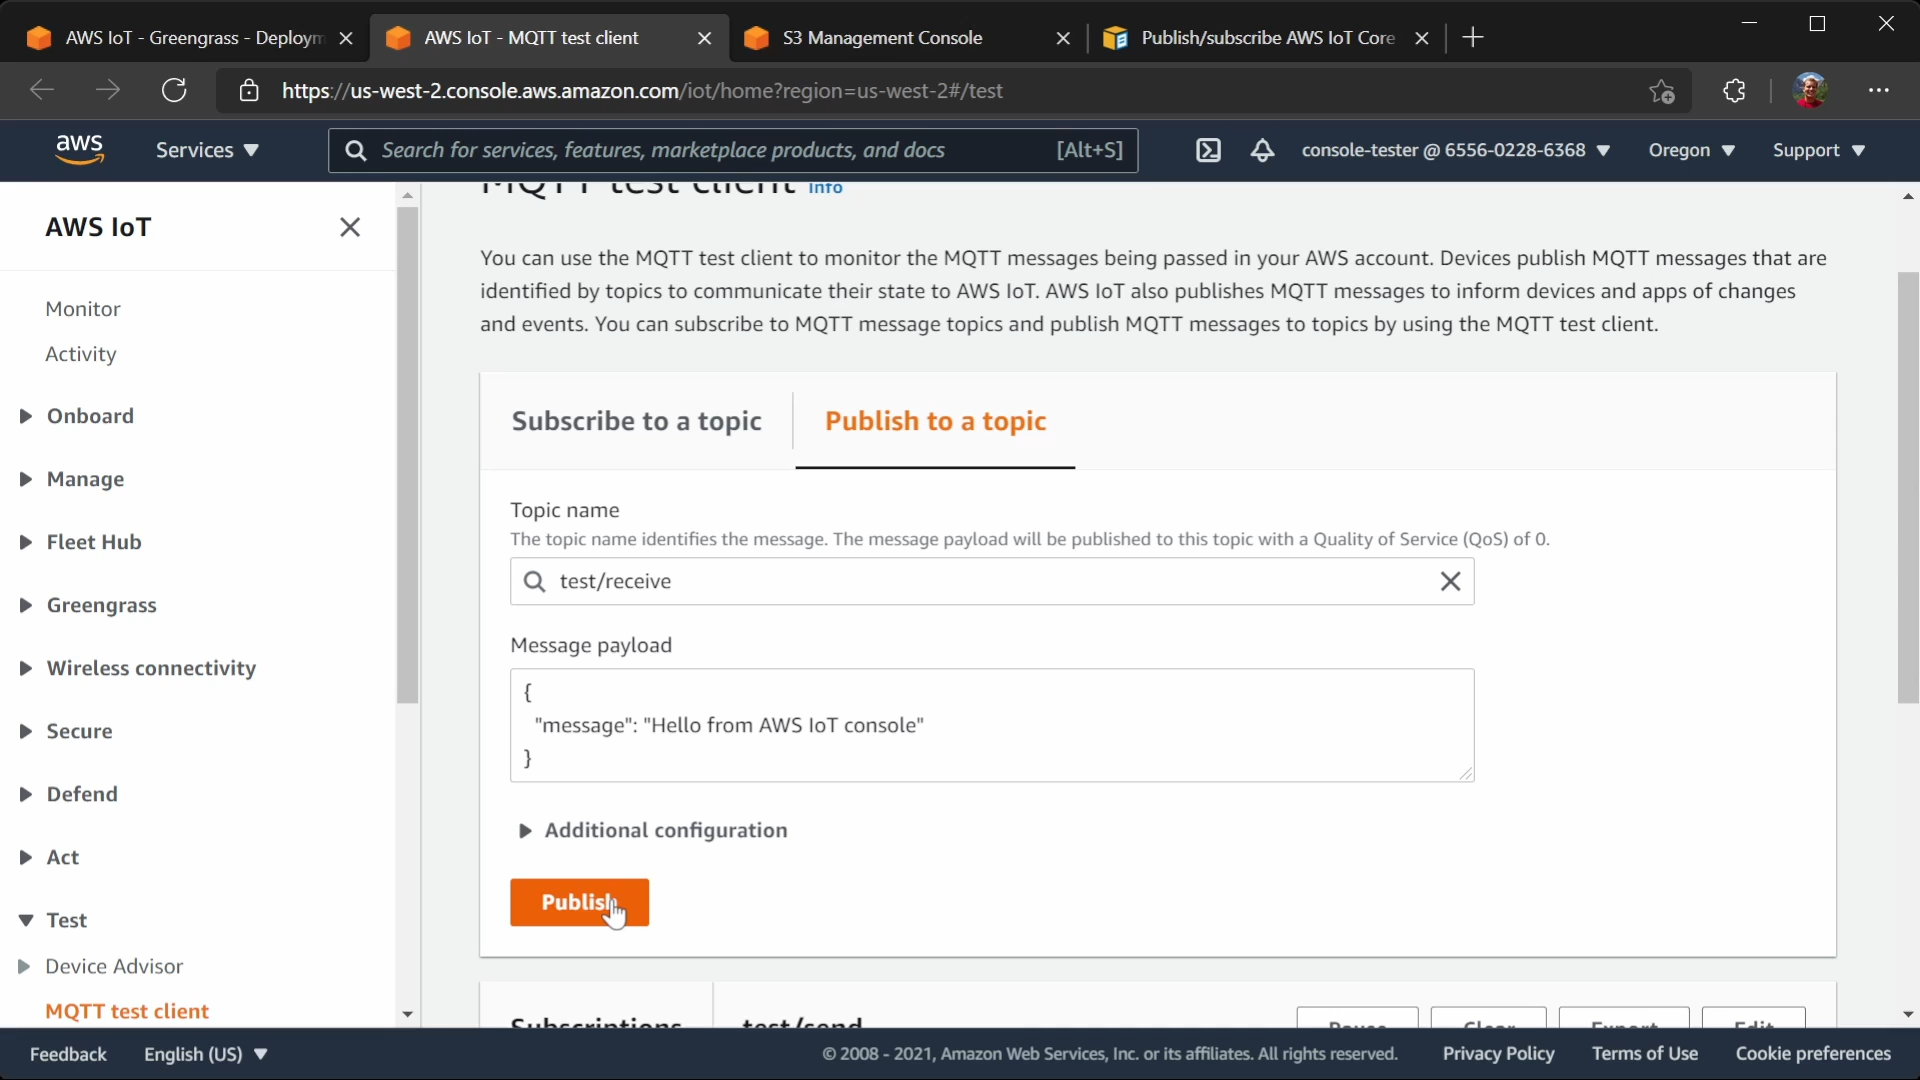 AWS IoT - Greengrass - Deploym
AWS IoT - MQTT test client
S3 Management Console
Publish/subscribe AWS IoT Core
https://us-west-2.console.aws.amazon.com/iot/home?region=us-west-2#/test
aws
Services
Search for services, features, marketplace products, and docs
[Alt+S]
console-tester @ 6556-0228-6368
Oregon
Support
AWS IoT
Monitor
Activity
Onboard
Manage
Fleet Hub
Greengrass
Wireless connectivity
Secure
Defend
Act
Test
Device Advisor
MQTT test client
MQTT test client Info
You can use the MQTT test client to monitor the MQTT messages being passed in your AWS account. Devices publish MQTT messages that are
identified by topics to communicate their state to AWS IoT. AWS IoT also publishes MQTT messages to inform devices and apps of changes
and events. You can subscribe to MQTT message topics and publish MQTT messages to topics by using the MQTT test client.
Subscribe to a topic
Publish to a topic
Topic name
The topic name identifies the message. The message payload will be published to this topic with a Quality of Service (QoS) of 0.
test/receive
Message payload
{
"message": "Hello from AWS IoT console"
}
Additional configuration
Publish
Subscriptions
test/send
Pause
Clear
Export
Edit
Feedback
English (US)
© 2008 - 2021, Amazon Web Services, Inc. or its affiliates. All rights reserved.
Privacy Policy
Terms of Use
Cookie preferences